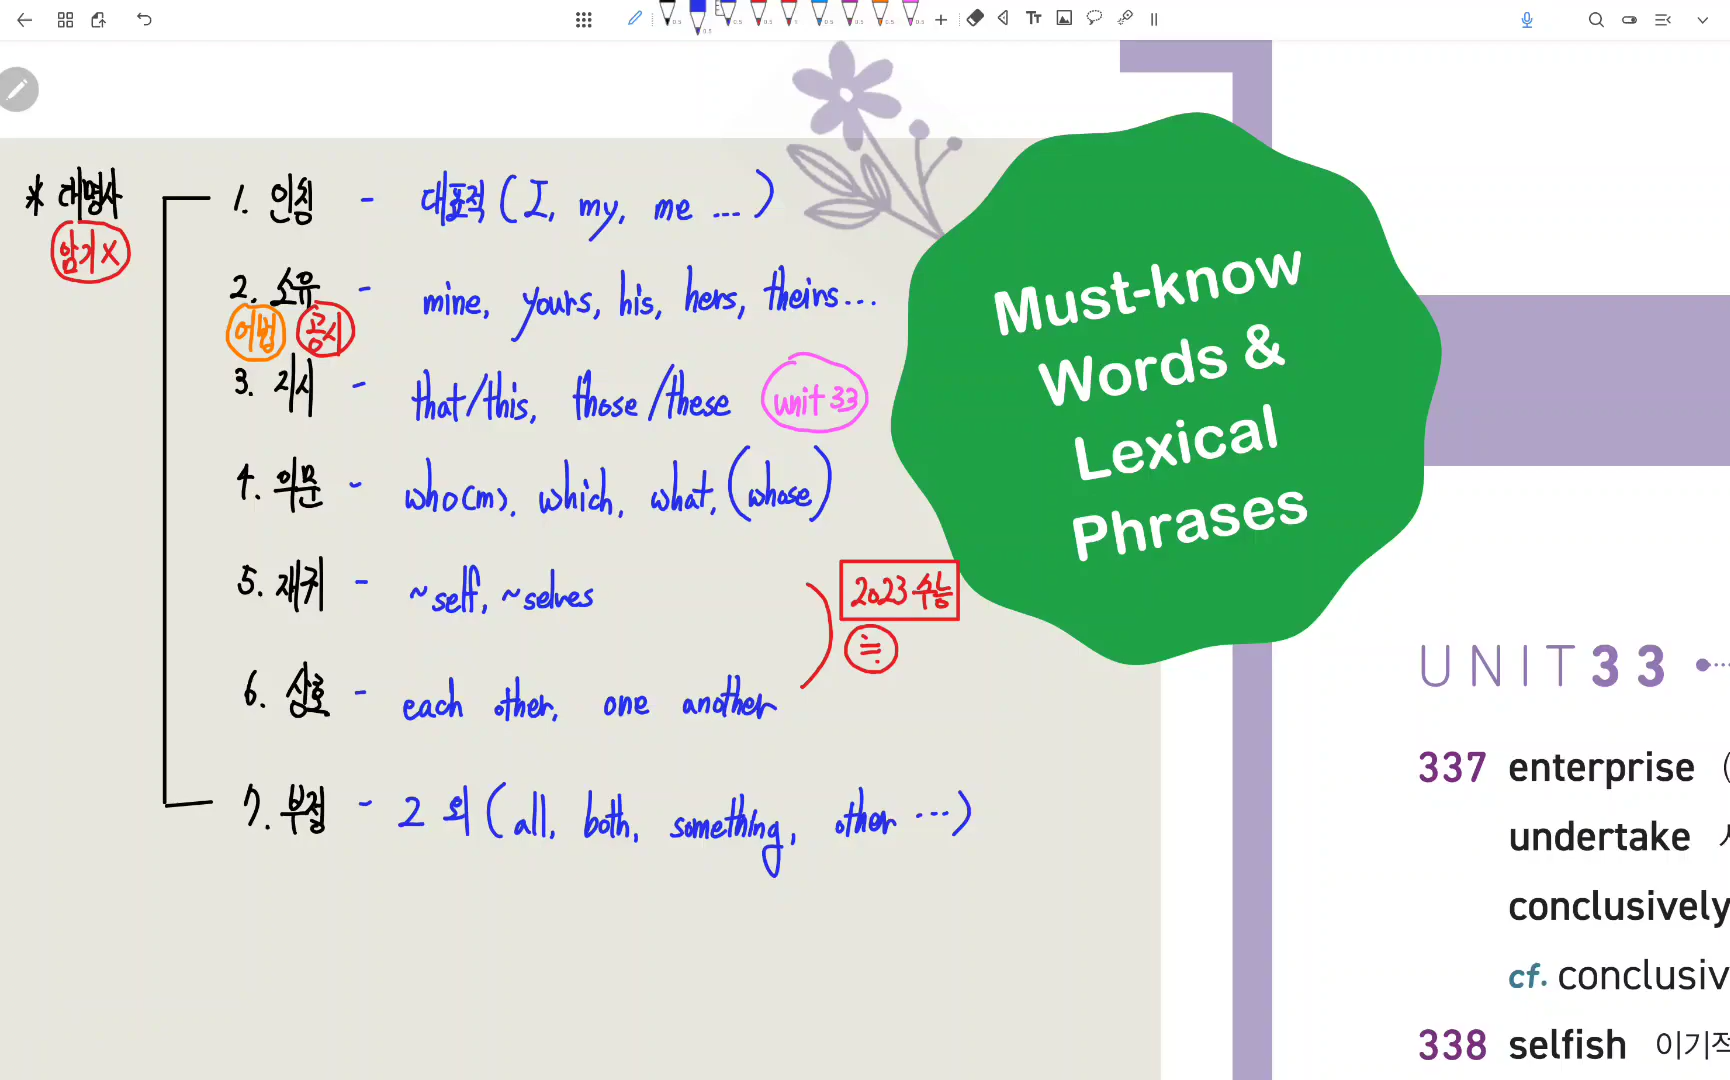 * 대명사
암기 X
1. 인칭 - 대표적 (I, my, me ... )
2. 소유 - mine, yours, his, hers, theirs...
어법 공시
3. 지시 - that/this, those/these unit 33
4. 의문 - who(m), which, what, (whose)
5. 재귀 - ~self, ~selves
2023 수능
≒
6. 상호 - each other, one another
7. 부정 - 2 외 (all, both, something, other ...)
Must-know
Words &
Lexical
Phrases
UNIT 33
337 enterprise
undertake
conclusively
cf. conclusiv
338 selfish 이기적